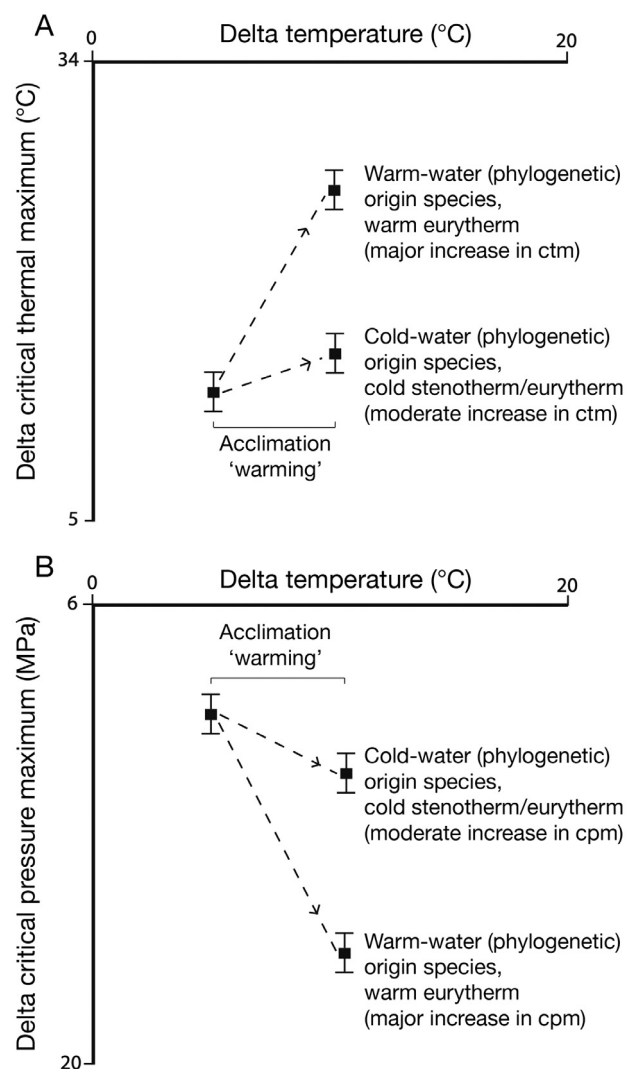 A
Delta temperature (°C)
0
20
34
Delta critical thermal maximum (°C)
Warm-water (phylogenetic)
origin species,
warm eurytherm
(major increase in ctm)
Cold-water (phylogenetic)
origin species,
cold stenotherm/eurytherm
(moderate increase in ctm)
Acclimation
‘warming’
5
B
Delta temperature (°C)
0
20
6
Delta critical pressure maximum (MPa)
Acclimation
‘warming’
Cold-water (phylogenetic)
origin species,
cold stenotherm/eurytherm
(moderate increase in cpm)
Warm-water (phylogenetic)
origin species,
warm eurytherm
(major increase in cpm)
20